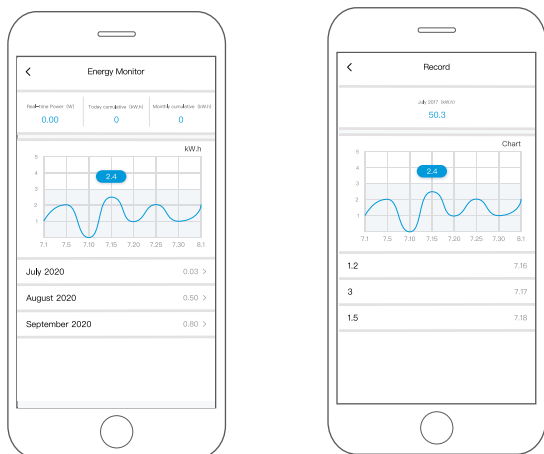 Energy Monitor
Real-time Power (W) Today cumulative (kW.h) Monthly cumulative (kW.h)
0.00 0 0
kW.h
5
4
3
2
1
2.4
7.1 7.5 7.10 7.15 7.20 7.25 7.30 8.1
July 2020 0.03 >
August 2020 0.50 >
September 2020 0.80 >
Record
July 2017 (kW.h)
50.3
Chart
5
4
3
2
1
2.4
7.1 7.5 7.10 7.15 7.20 7.25 7.30 8.1
1.2 7.16
3 7.17
1.5 7.18